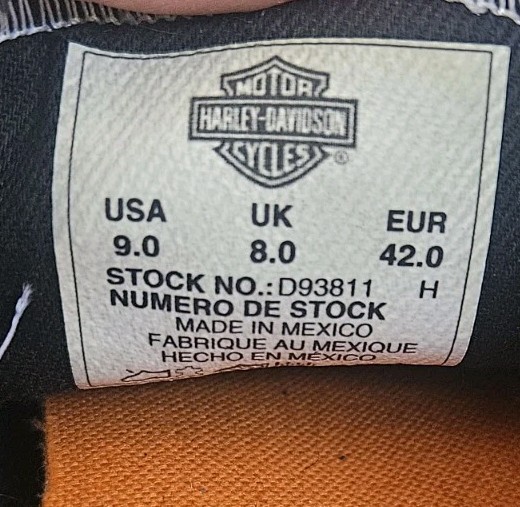 MOTOR
HARLEY-DAVIDSON
CYCLES®
USA UK EUR
9.0 8.0 42.0
STOCK NO.: D93811 H
NUMERO DE STOCK
MADE IN MEXICO
FABRIQUE AU MEXIQUE
HECHO EN MÉXICO